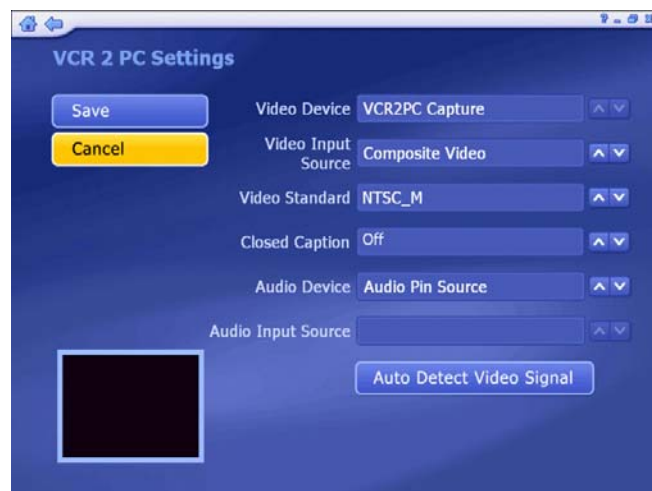 ?
VCR 2 PC Settings
Save
Cancel
Video Device VCR2PC Capture
Video Input
Source Composite Video
Video Standard NTSC_M
Closed Caption Off
Audio Device Audio Pin Source
Audio Input Source
Auto Detect Video Signal